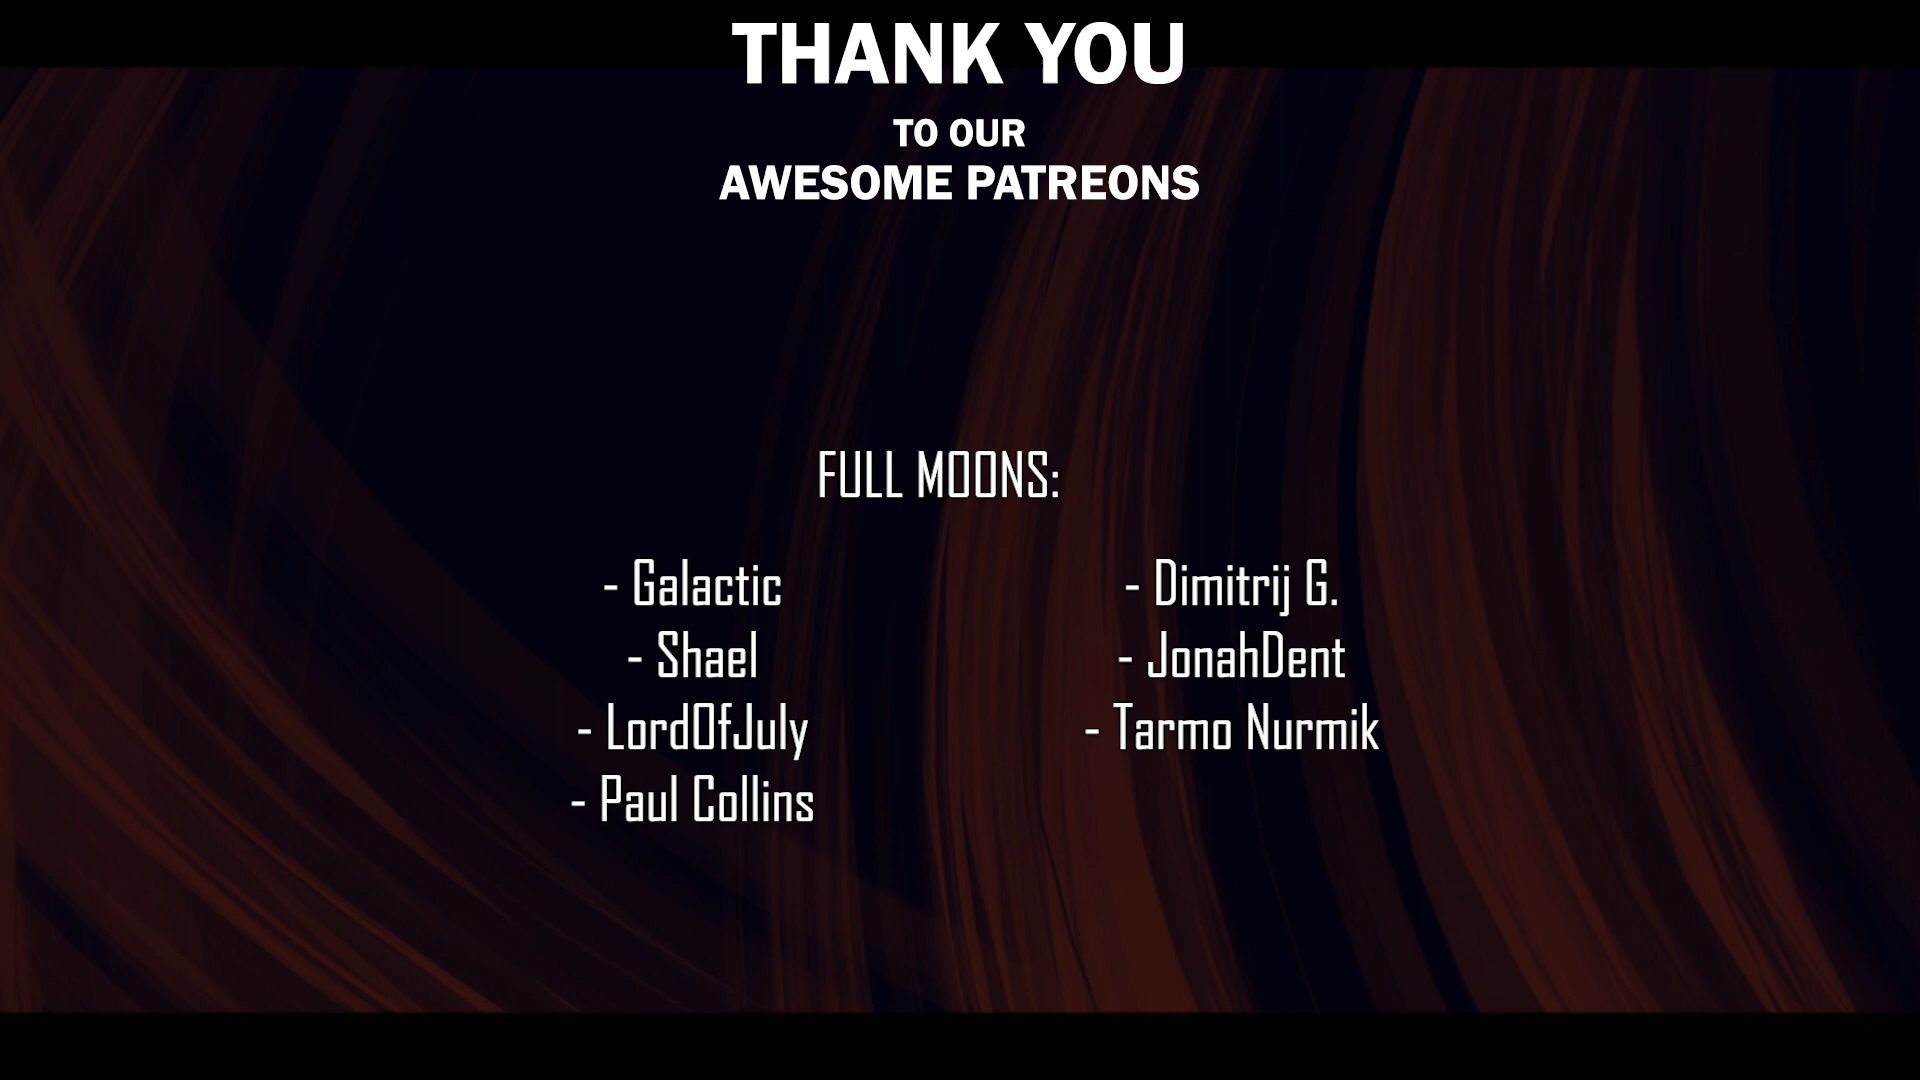 THANK YOU
TO OUR
AWESOME PATREONS
FULL MOONS:
- Galactic
- Shael
- LordOfJuly
- Paul Collins
- Dimitrij G.
- JonahDent
- Tarmo Nurmik